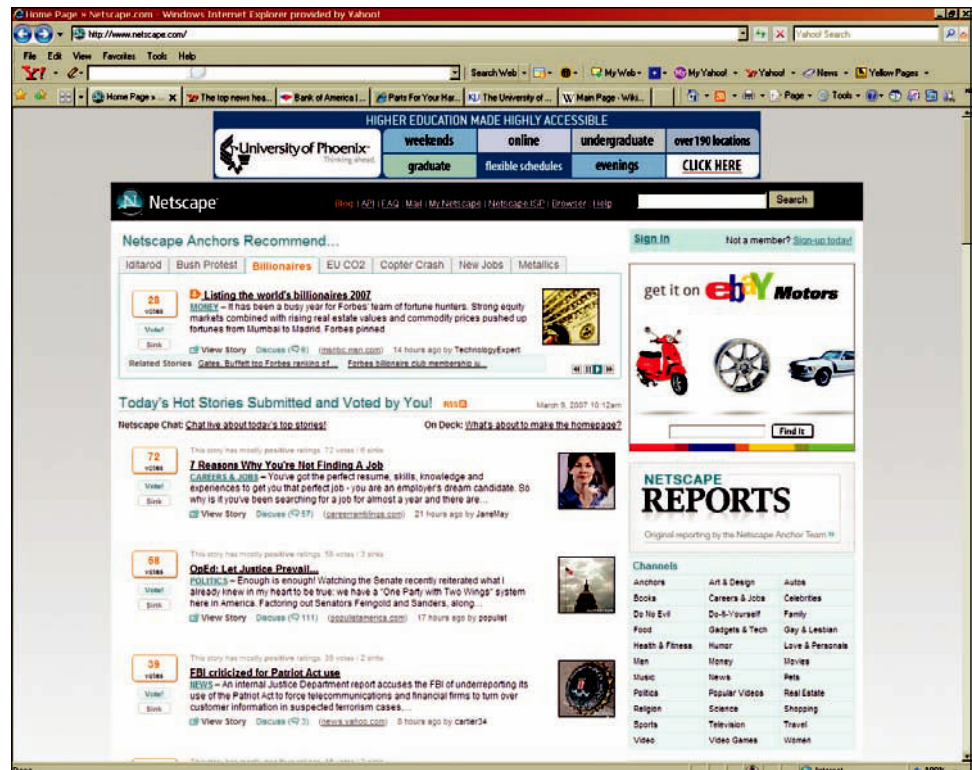 Home Page » Netscape.com - Windows Internet Explorer provided by Yahoo!
http://www.netscape.com/
Yahoo! Search
File Edit View Favorites Tools Help
Y! Search Web My Web My Yahoo! Yahoo! News Yellow Pages
Home Page » ... X The top news hea... Bank of America | ... Parts For Your Har... KU The University of ... W Main Page - Wiki... Page Tools
HIGHER EDUCATION MADE HIGHLY ACCESSIBLE
University of Phoenix
Thinking ahead.
weekends online undergraduate over 190 locations
graduate flexible schedules evenings CLICK HERE
N Netscape Blog | API | FAQ | Mail | My Netscape | Netscape ISP | Browser | Help Search
Netscape Anchors Recommend...
Iditarod Bush Protest Billionaires EU CO2 Copter Crash New Jobs Metallics
28 votes
Vote!
Sink
Listing the world's billionaires 2007
MONEY – It has been a busy year for Forbes' team of fortune hunters. Strong equity
markets combined with rising real estate values and commodity prices pushed up
fortunes from Mumbai to Madrid. Forbes pinned
View Story Discuss (6) (msnbc.msn.com) 14 hours ago by TechnologyExpert
Related Stories Gates, Buffett top Forbes ranking of... Forbes billionaire club membership is...
Today's Hot Stories Submitted and Voted by You! RSS March 9, 2007 10:12am
Netscape Chat: Chat live about today's top stories! On Deck: What's about to make the homepage?
72 votes
Vote!
Sink
This story has mostly positive ratings. 72 votes / 6 sinks
7 Reasons Why You're Not Finding A Job
CAREERS & JOBS – You've got the perfect resume, skills, knowledge and
experiences to get you that perfect job - you are an employer's dream candidate. So
why is it you've been searching for a job for almost a year and there are...
View Story Discuss (57) (careerramblings.com) 21 hours ago by JaneMay
58 votes
Vote!
Sink
This story has mostly positive ratings. 58 votes / 3 sinks
OpEd: Let Justice Prevail...
POLITICS – Enough is enough! Watching the Senate recently reiterated what I
already knew in my heart to be true: we have a "One Party with Two Wings" system
here in America. Factoring out Senators Feingold and Sanders, along...
View Story Discuss (111) (populistamerica.com) 17 hours ago by populist
39 votes
Vote!
Sink
This story has mostly positive ratings. 39 votes / 2 sinks
FBI criticized for Patriot Act use
NEWS – An internal Justice Department report accuses the FBI of underreporting its
use of the Patriot Act to force telecommunications and financial firms to turn over
customer information in suspected terrorism cases,...
View Story Discuss (3) (news.yahoo.com) 8 hours ago by carter34
Sign In Not a member? Sign-up today!
get it on ebaY Motors
Find It
NETSCAPE
REPORTS
Original reporting by the Netscape Anchor Team »
Channels
Anchors Art & Design Autos
Books Careers & Jobs Celebrities
Do No Evil Do-It-Yourself Family
Food Gadgets & Tech Gay & Lesbian
Health & Fitness Humor Love & Personals
Men Money Movies
Music News Pets
Politics Popular Videos Real Estate
Religion Science Shopping
Sports Television Travel
Video Video Games Women
Internet 100%